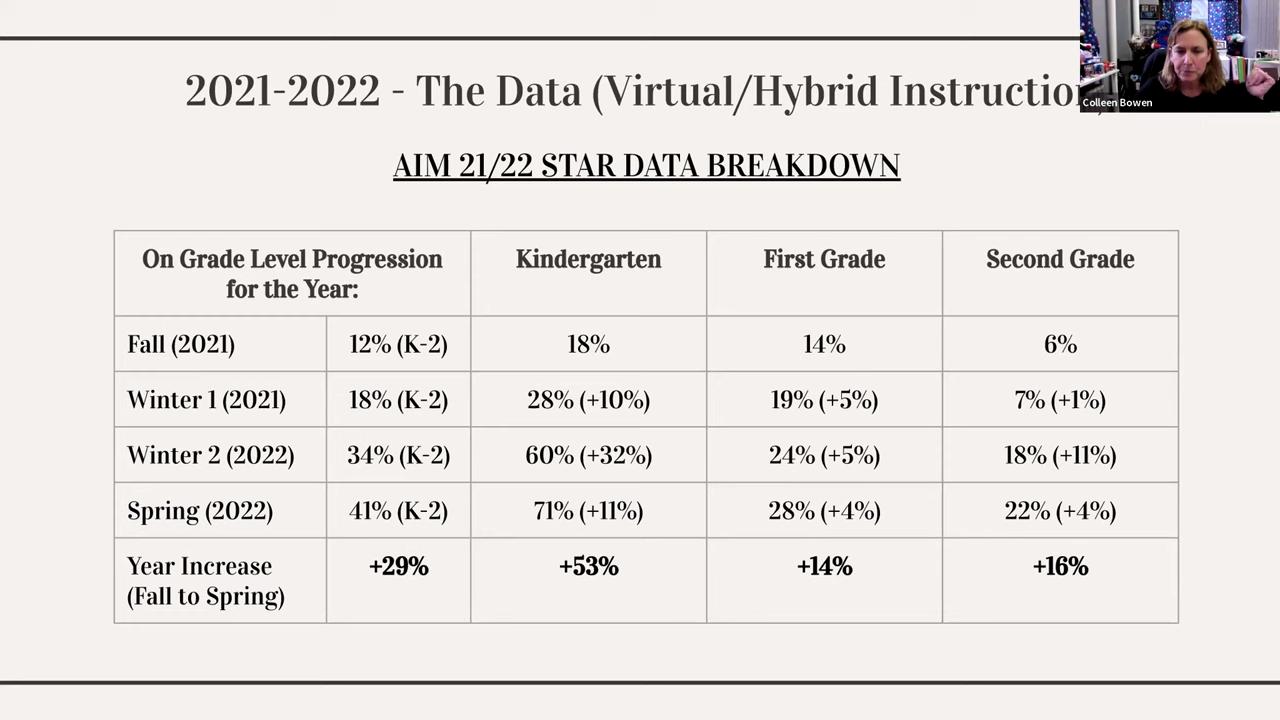 2021-2022 - The Data (Virtual/Hybrid Instruction
Colleen Bowen
AIM 21/22 STAR DATA BREAKDOWN
On Grade Level Progression
for the Year:
Kindergarten
First Grade
Second Grade
Fall (2021)
12% (K-2)
18%
14%
6%
Winter 1 (2021)
18% (K-2)
28% (+10%)
19% (+5%)
7% (+1%)
Winter 2 (2022)
34% (K-2)
60% (+32%)
24% (+5%)
18% (+11%)
Spring (2022)
41% (K-2)
71% (+11%)
28% (+4%)
22% (+4%)
Year Increase
(Fall to Spring)
+29%
+53%
+14%
+16%